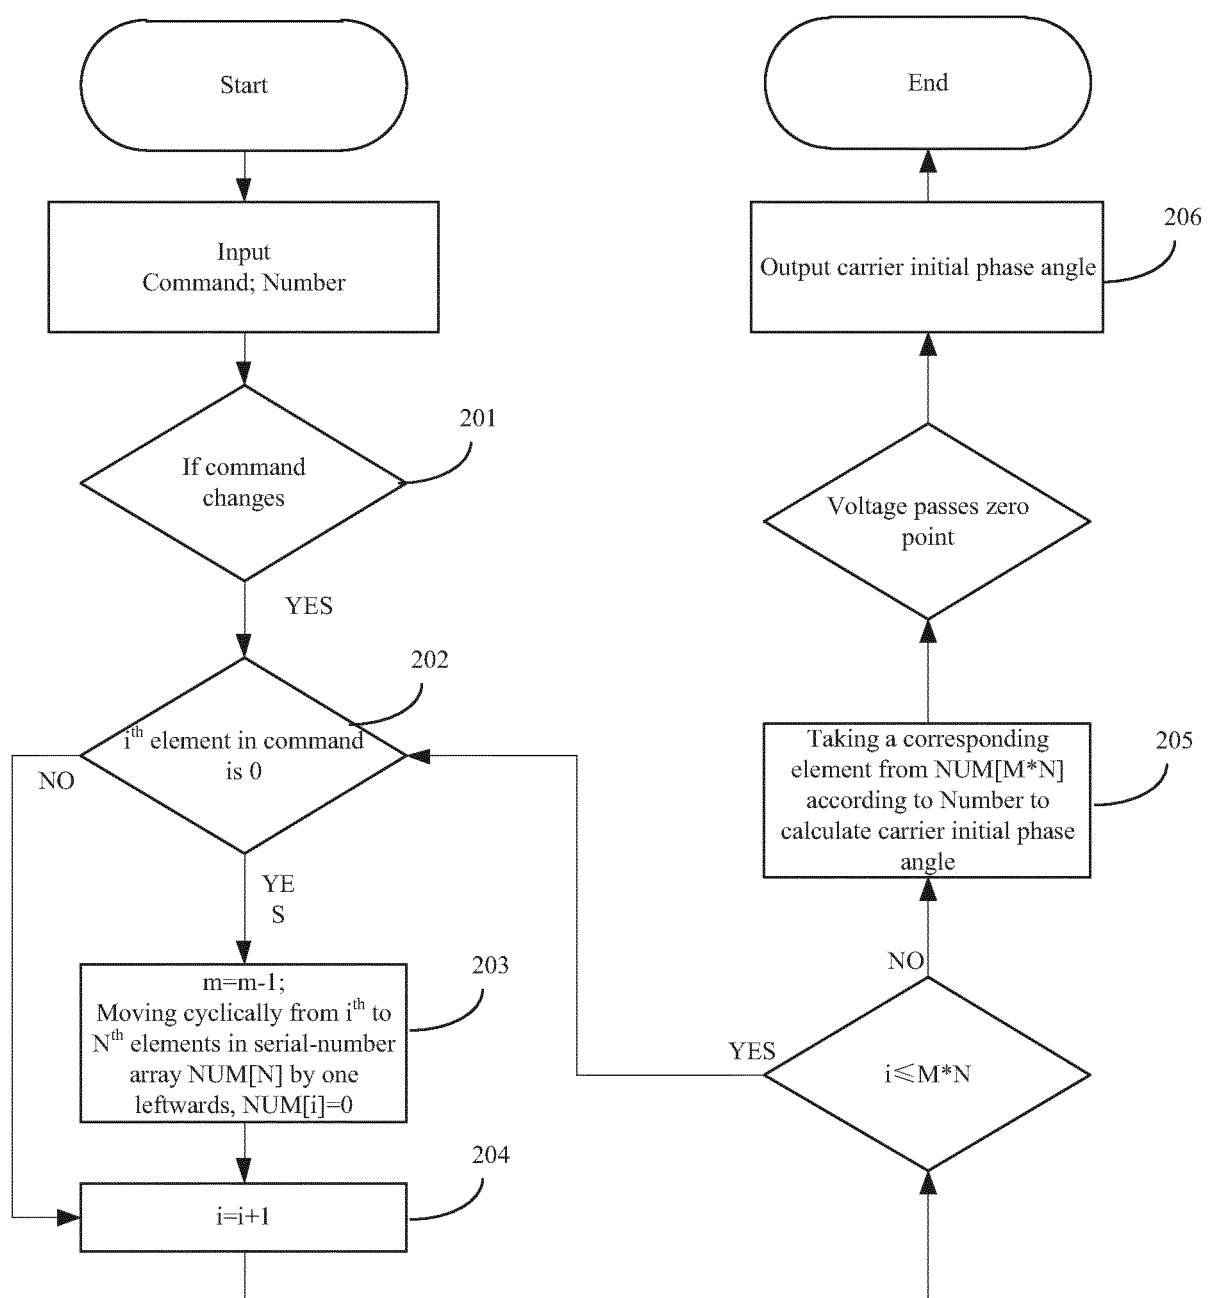 Start
Input
Command; Number
201
If command
changes
YES
202
i^th element in command
is 0
NO
YE
S
203
m=m-1;
Moving cyclically from i^th to
N^th elements in serial-number
array NUM[N] by one
leftwards, NUM[i]=0
204
i=i+1
End
206
Output carrier initial phase angle
Voltage passes zero
point
205
Taking a corresponding
element from NUM[M*N]
according to Number to
calculate carrier initial phase
angle
NO
YES
i≤M*N